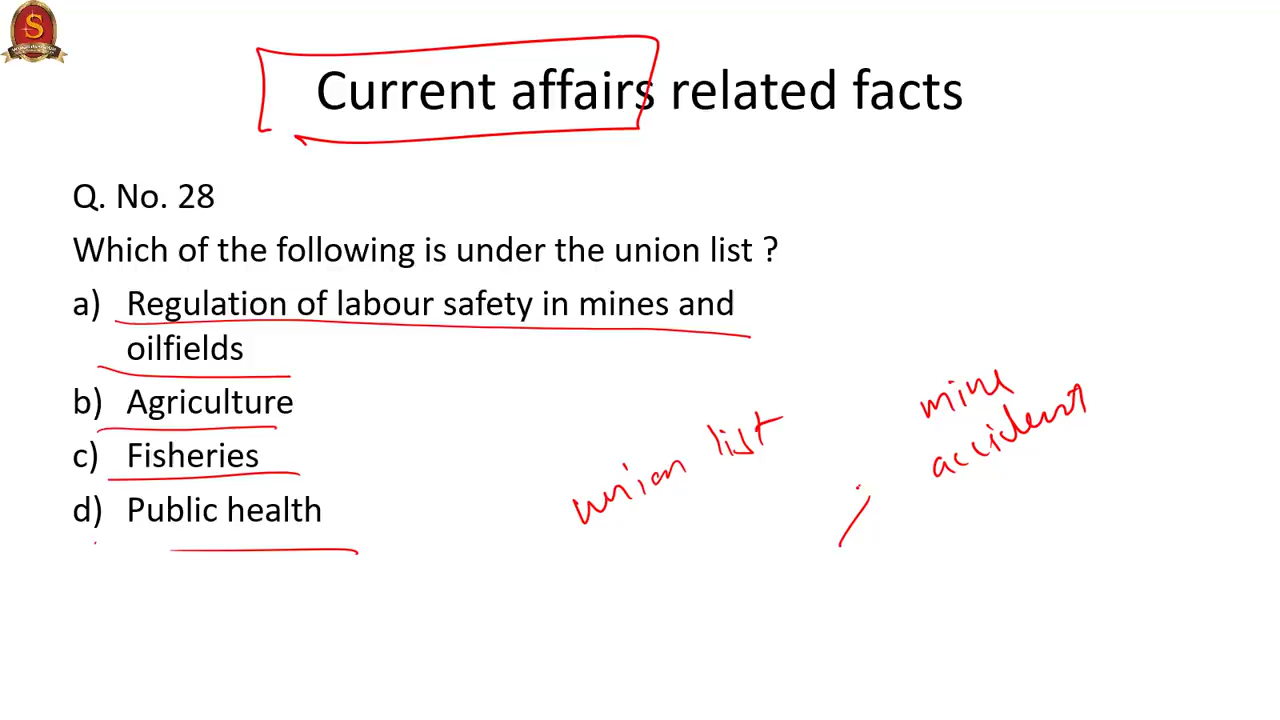 S
Current affairs related facts
Q. No. 28
Which of the following is under the union list ?
a) Regulation of labour safety in mines and
oilfields
b) Agriculture
c) Fisheries
d) Public health
union list
mine
accident